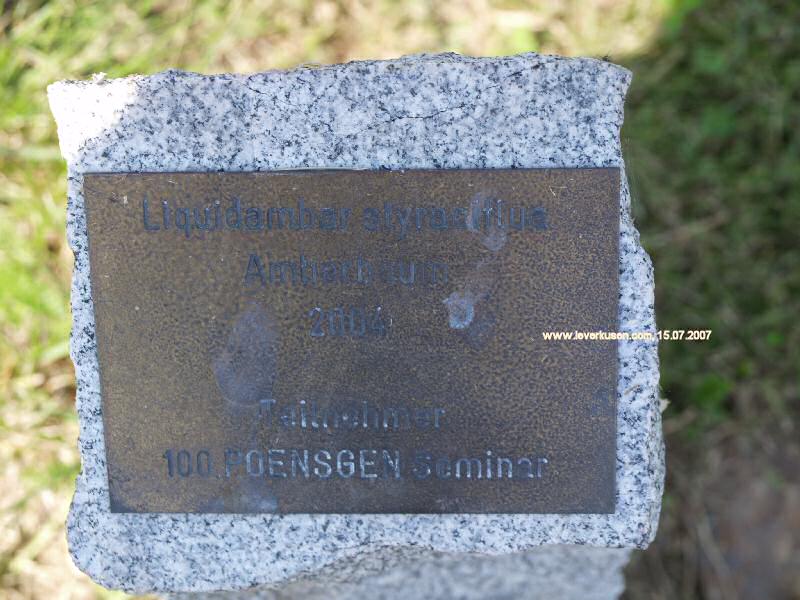 Liquidambar styraciflua
Amberbaum
2004
www.leverkusen.com, 15.07.2007
Teilnehmer
100. POENSGEN Seminar